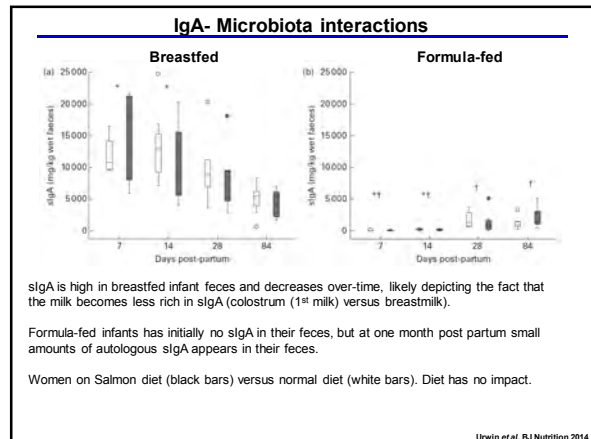 IgA- Microbiota interactions
Breastfed
Formula-fed
(a) 25000
20000
15000
10000
5000
0
sIgA (mg/kg wet faeces)
* *
7 14 28 84
Days post-partum
(b) 25000
20000
15000
10000
5000
0
sIgA (mg/kg wet faeces)
*† *† † †
7 14 28 84
Days post-partum
sIgA is high in breastfed infant feces and decreases over-time, likely depicting the fact that
the milk becomes less rich in sIgA (colostrum (1st milk) versus breastmilk).
Formula-fed infants has initially no sIgA in their feces, but at one month post partum small
amounts of autologous sIgA appears in their feces.
Women on Salmon diet (black bars) versus normal diet (white bars). Diet has no impact.
Urwin et al. BJ Nutrition 2014